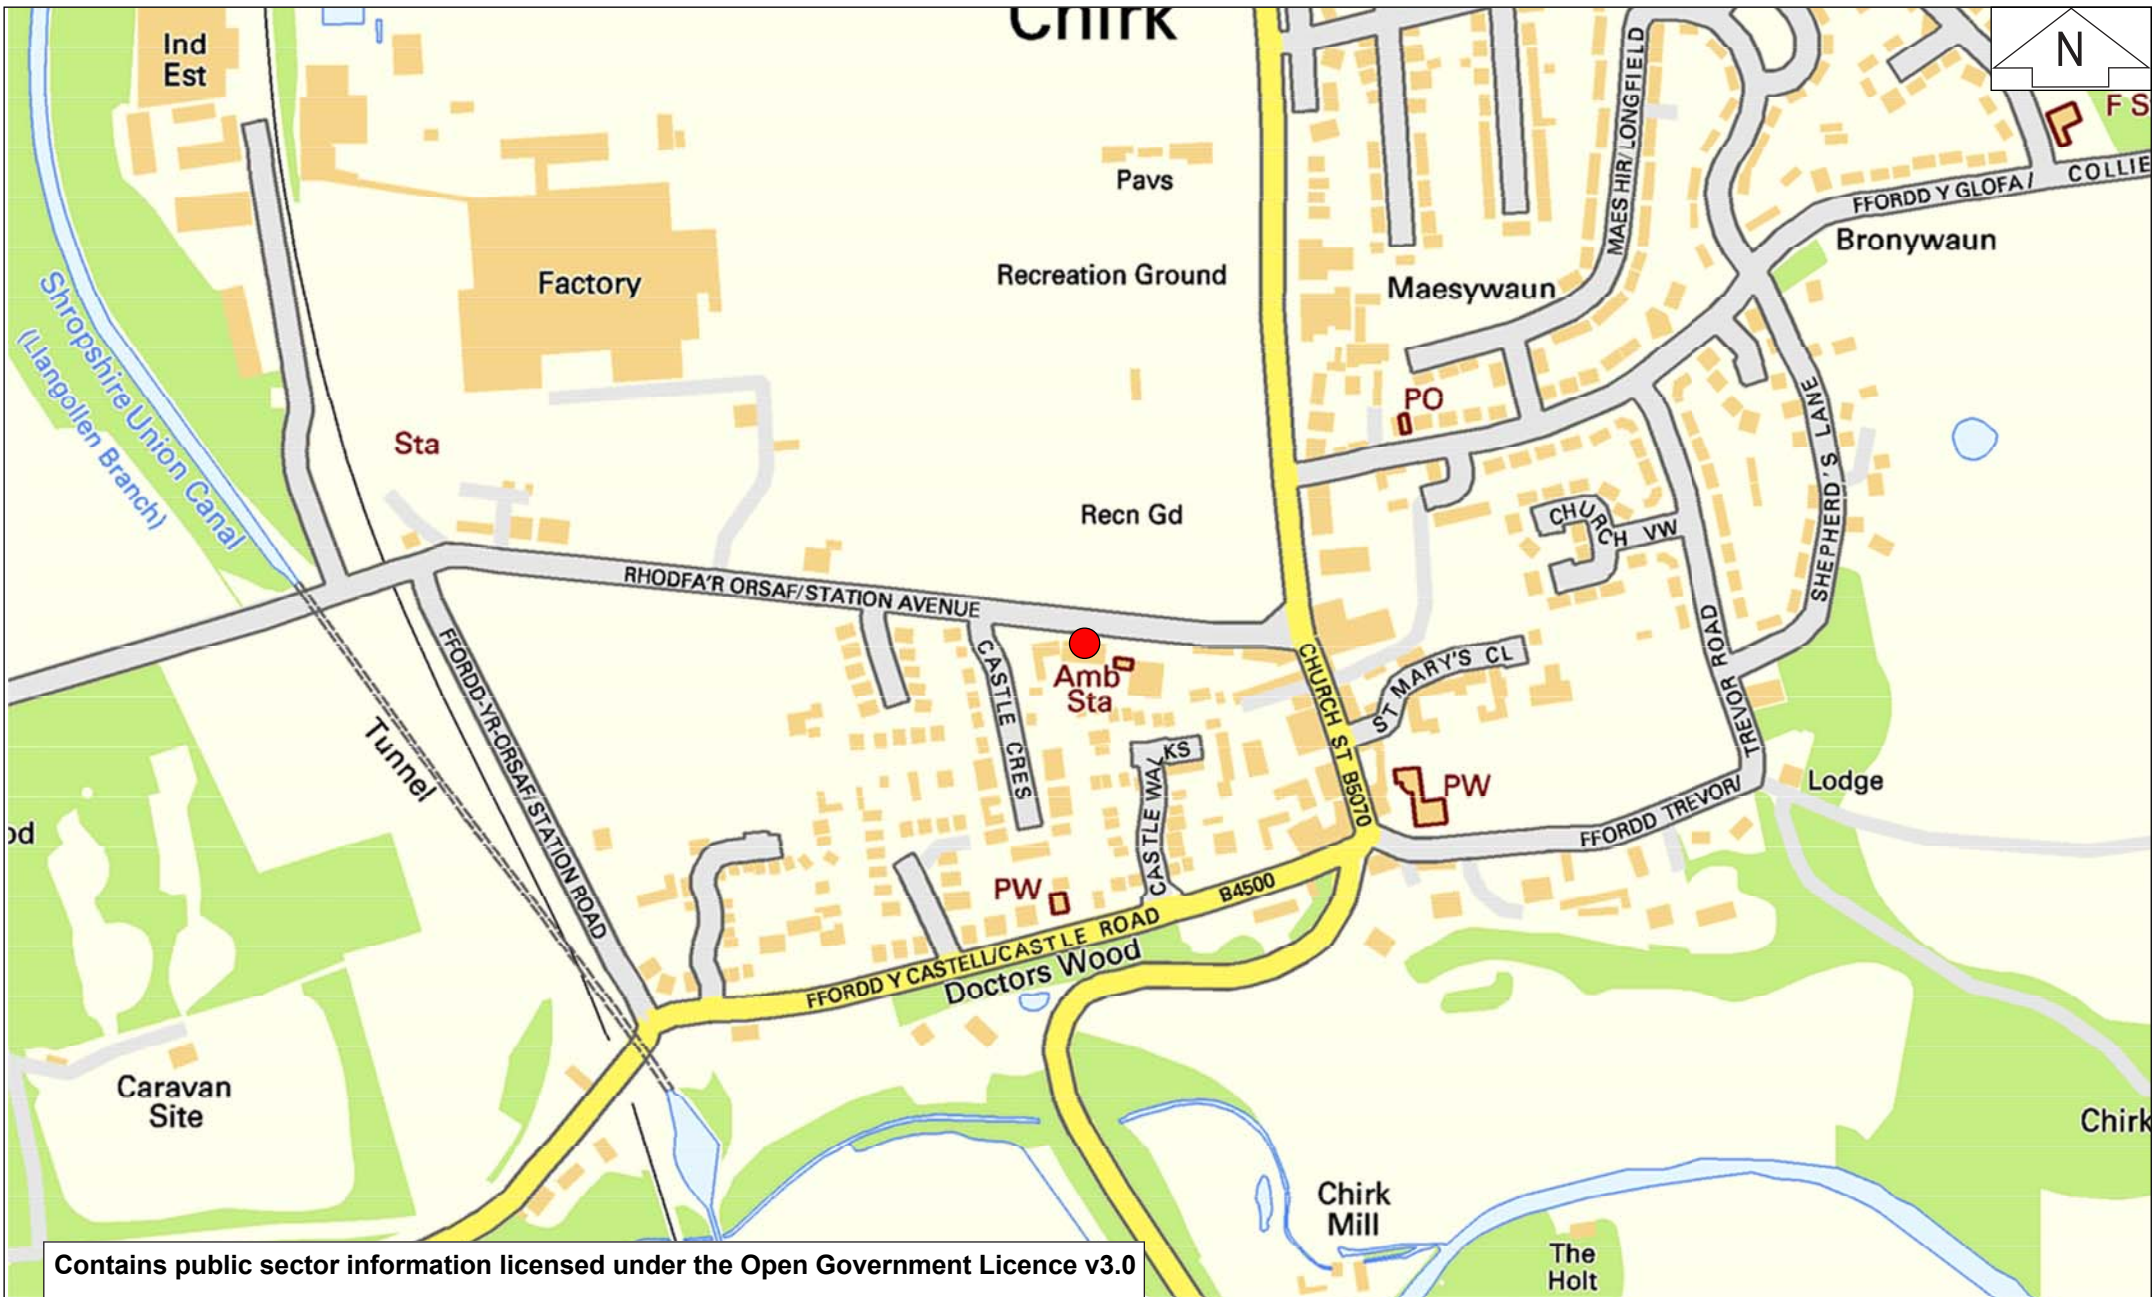 Chirk
Ind
Est
N
F S
MAES HIR/LONGFIELD
Pavs
FFORDD Y GLOFA/
COLLIE
Bronywaun
Recreation Ground
Factory
Maesywaun
Shropshire Union Canal
(Llangollen Branch)
PO
SHEPHERD'S LANE
Sta
Recn Gd
CHURCH VW
RHODFA'R ORSAF/STATION AVENUE
FFORDD-YR-ORSAF/STATION ROAD
CASTLE CRES
Amb
Sta
CHURCH ST B5070
ST MARY'S CL
TREVOR ROAD
Tunnel
CASTLE WALKS
PW
Lodge
FFORDD TREVOR/
od
PW
B4500
FFORDD Y CASTELL/CASTLE ROAD
Doctors Wood
Caravan
Site
Chirk
Chirk
Mill
The
Holt
Contains public sector information licensed under the Open Government Licence v3.0